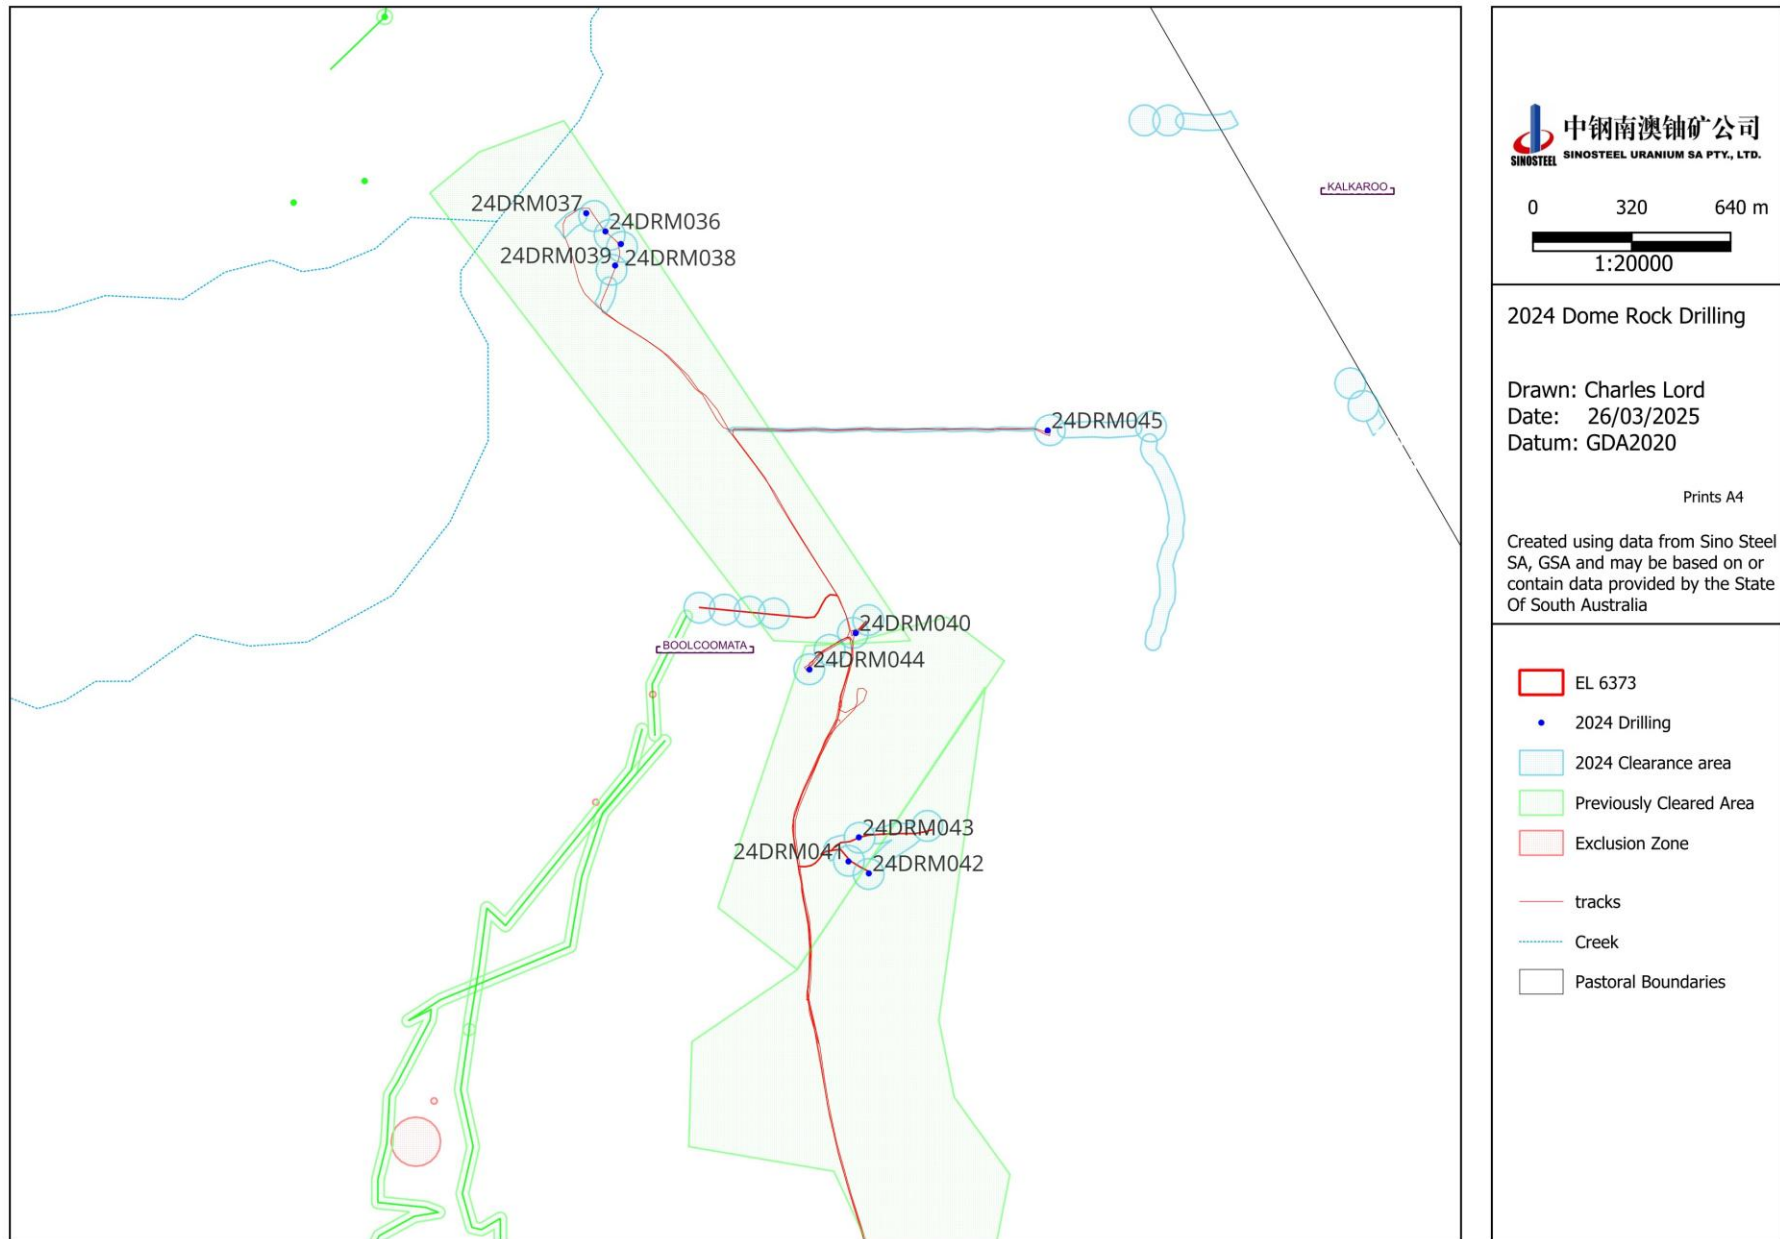 24DRM037
24DRM036
24DRM039
24DRM038
24DRM045
24DRM040
BOOLCOOMATA
24DRM044
24DRM043
24DRM041
24DRM042
KALKAROO
中钢南澳铀矿公司
SINOSTEEL
SINOSTEEL URANIUM SA PTY., LTD.
0 320 640 m
1:20000
2024 Dome Rock Drilling
Drawn: Charles Lord
Date: 26/03/2025
Datum: GDA2020
Prints A4
Created using data from Sino Steel
SA, GSA and may be based on or
contain data provided by the State
Of South Australia
EL 6373
2024 Drilling
2024 Clearance area
Previously Cleared Area
Exclusion Zone
tracks
Creek
Pastoral Boundaries